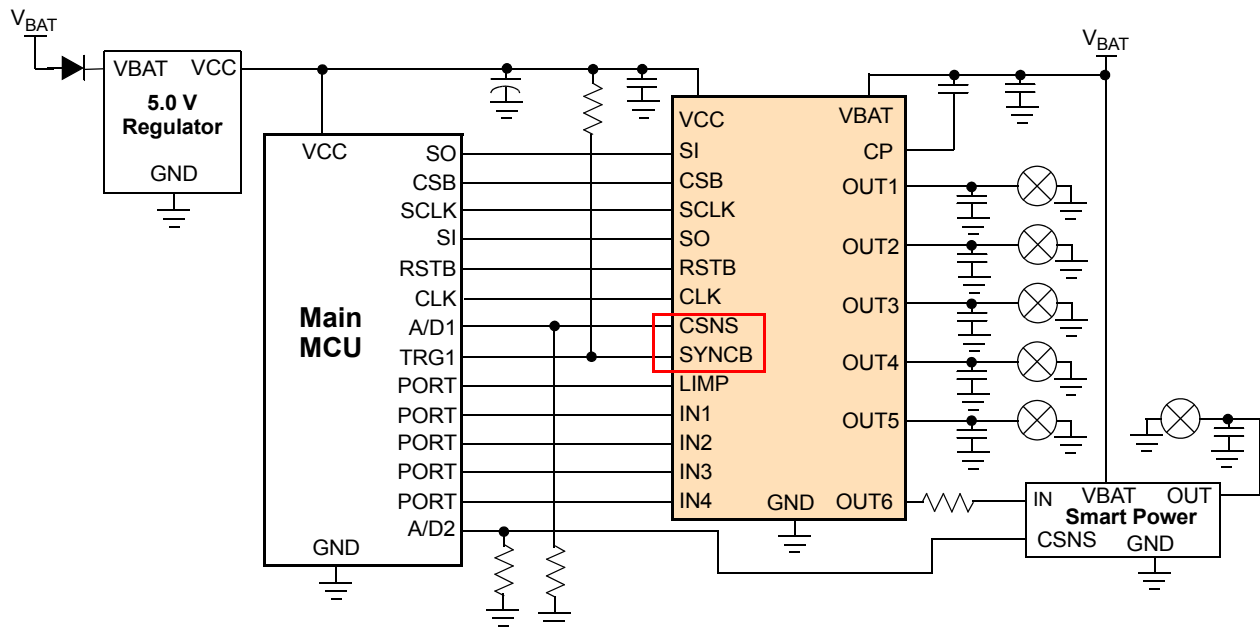 VBAT
VBAT VCC
5.0 V
Regulator
GND
VCC
SO
CSB
SCLK
SI
RSTB
CLK
A/D1
TRG1
PORT
PORT
PORT
PORT
PORT
A/D2
Main
MCU
GND
VCC
SI
CSB
SCLK
SO
RSTB
CLK
CSNS
SYNCB
LIMP
IN1
IN2
IN3
IN4
GND
VBAT
CP
OUT1
OUT2
OUT3
OUT4
OUT5
OUT6
VBAT
IN VBAT OUT
Smart Power
CSNS GND